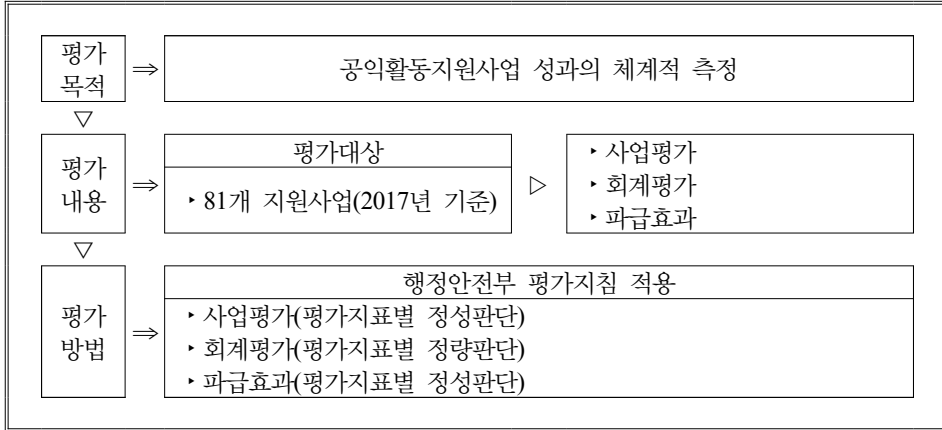 평가
목적
⇒
공익활동지원사업 성과의 체계적 측정
▽
평가
내용
⇒
평가대상
‣ 81개 지원사업(2017년 기준)
▷
‣ 사업평가
‣ 회계평가
‣ 파급효과
▽
평가
방법
⇒
행정안전부 평가지침 적용
‣ 사업평가(평가지표별 정성판단)
‣ 회계평가(평가지표별 정량판단)
‣ 파급효과(평가지표별 정성판단)